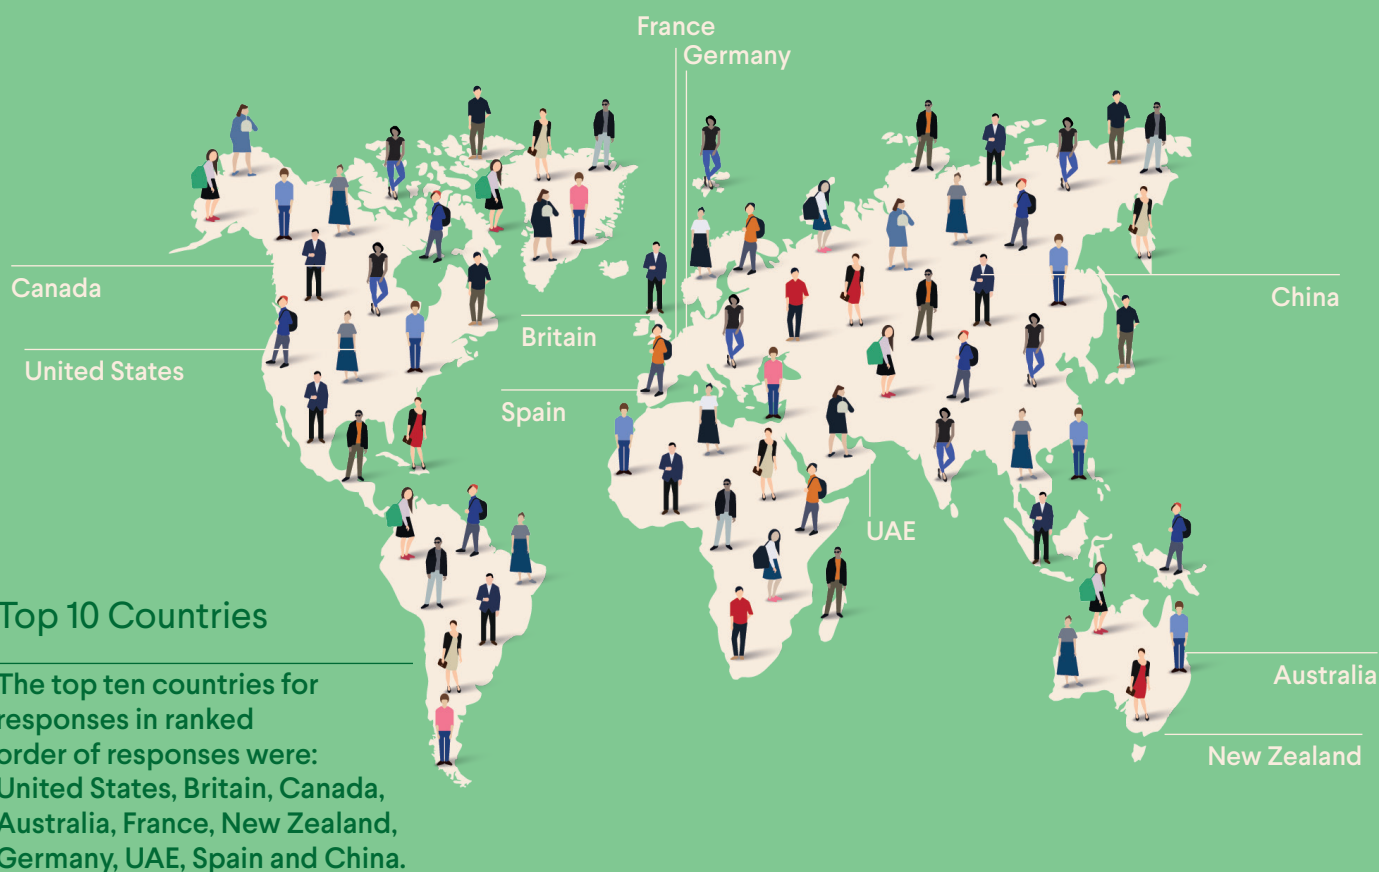 France
Germany
Canada
China
Britain
United States
Spain
UAE
Top 10 Countries
The top ten countries for
responses in ranked
order of responses were:
United States, Britain, Canada,
Australia, France, New Zealand,
Germany, UAE, Spain and China.
Australia
New Zealand